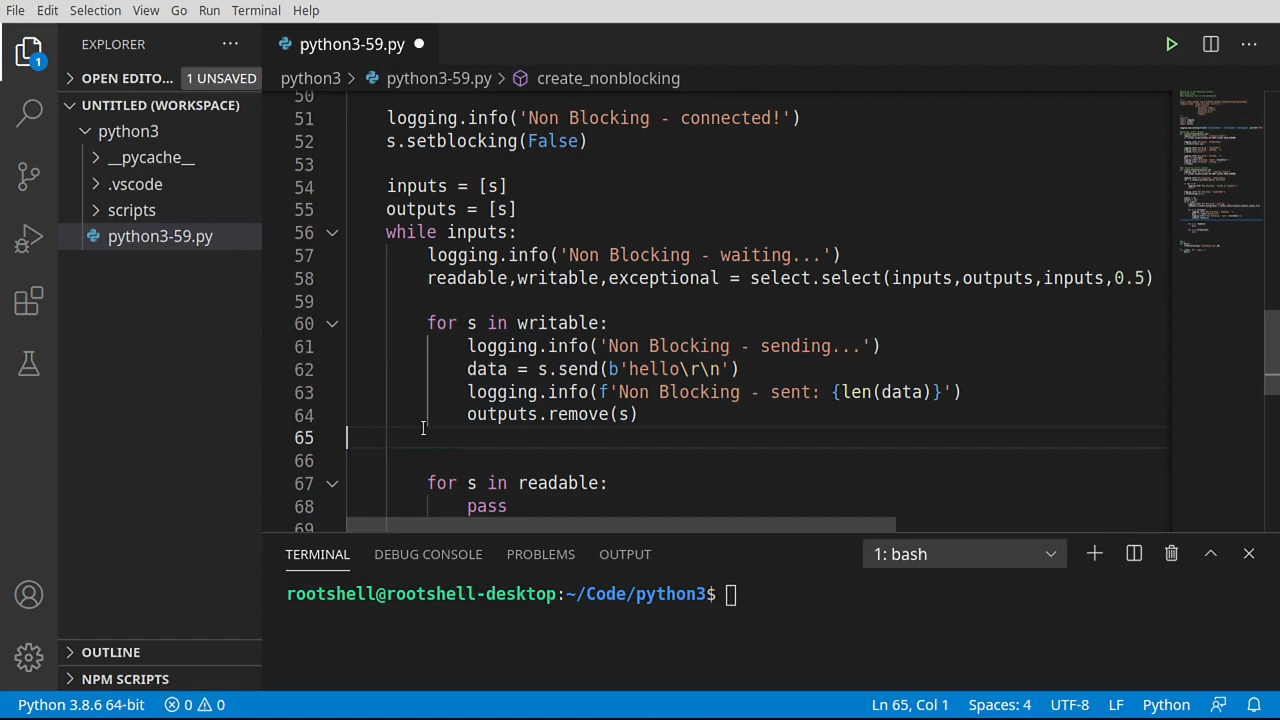 File Edit Selection View Go Run Terminal Help
EXPLORER
python3-59.py
OPEN EDITO... 1 UNSAVED
python3 > python3-59.py > create_nonblocking
UNTITLED (WORKSPACE)
python3
__pycache__
.vscode
scripts
python3-59.py
OUTLINE
NPM SCRIPTS
1
50
51 logging.info('Non Blocking - connected!')
52 s.setblocking(False)
53
54 inputs = [s]
55 outputs = [s]
56 while inputs:
57 logging.info('Non Blocking - waiting...')
58 readable,writable,exceptional = select.select(inputs,outputs,inputs,0.5)
59
60 for s in writable:
61 logging.info('Non Blocking - sending...')
62 data = s.send(b'hello\r\n')
63 logging.info(f'Non Blocking - sent: {len(data)}')
64 outputs.remove(s)
65
66
67 for s in readable:
68 pass
69
TERMINAL DEBUG CONSOLE PROBLEMS OUTPUT 1: bash
rootshell@rootshell-desktop:~/Code/python3$
Python 3.8.6 64-bit 0 0 Ln 65, Col 1 Spaces: 4 UTF-8 LF Python